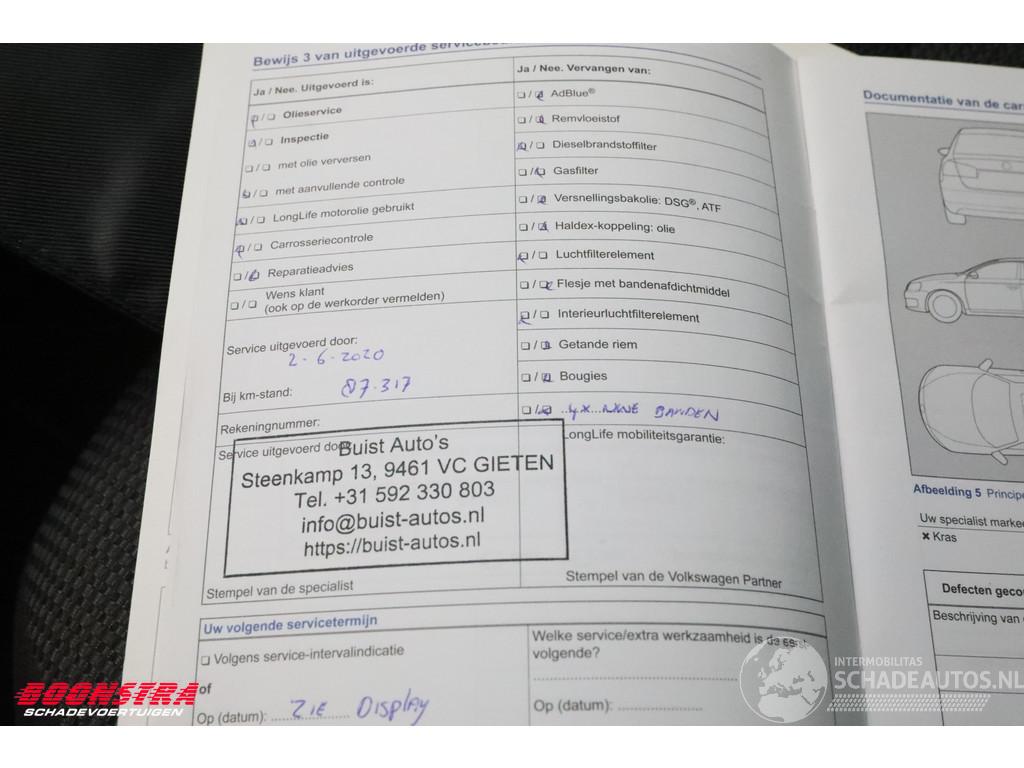 Bewijs 3 van uitgevoerde
Ja / Nee. Uitgevoerd is:
❏ / ❏ Olieservice
❏ / ❏ Inspectie
❏ / ❏ met olie verversen
❏ / ❏ met aanvullende controle
❏ / ❏ LongLife motorolie gebruikt
❏ / ❏ Carrosseriecontrole
❏ / ❏ Reparatieadvies
❏ / ❏ Wens klant
(ook op de werkorder vermelden)
Service uitgevoerd door:
2-6-2020
Bij km-stand: 87.317
Rekeningnummer:
Service uitgevoerd door
Ja / Nee. Vervangen van:
❏ / ❏ AdBlue®
❏ / ❏ Remvloeistof
❏ / ❏ Dieselbrandstoffilter
❏ / ❏ Gasfilter
❏ / ❏ Versnellingsbakolie: DSG®, ATF
❏ / ❏ Haldex-koppeling: olie
❏ / ❏ Luchtfilterelement
❏ / ❏ Flesje met bandenafdichtmiddel
❏ / ❏ Interieurluchtfilterelement
❏ / ❏ Getande riem
❏ / ❏ Bougies
❏ / ❏ ..4x... BANDEN
LongLife mobiliteitsgarantie:
Buist Auto's
Steenkamp 13, 9461 VC GIETEN
Tel. +31 592 330 803
info@buist-autos.nl
https://buist-autos.nl
Stempel van de specialist
Stempel van de Volkswagen Partner
Uw volgende servicetermijn
❏ Volgens service-intervalindicatie
of
Op (datum): ZIE DISPLAY
Welke service/extra werkzaamheid is de eerst
volgende?
Op (datum):
Documentatie van de
Afbeelding 5
Uw specialist
✖ Kras
Defecten
Beschrijving van
BOONSTRA
SCHADEVOERTUIGEN
INTERMOBILITAS
SCHADEAUTOS.NL